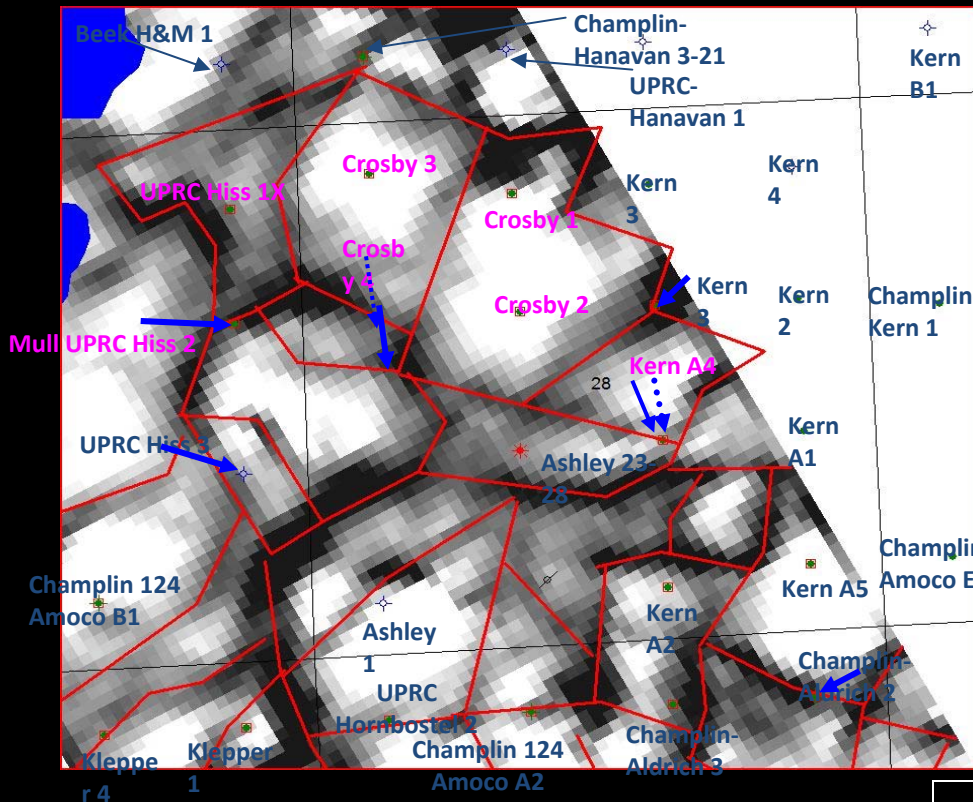 Beek H&M 1
Champlin-
Hanavan 3-21
UPRC-
Hanavan 1
Kern
B1
Crosby 3
UPRC Hiss 1X
Kern
3
Kern
4
Crosby 1
Crosb
y 4
Kern
3
Kern
2
Champlin
Kern 1
Crosby 2
Mull UPRC Hiss 2
Kern A4
28
UPRC Hiss 3
Ashley 23-
28
Kern
A1
Champlin 124
Amoco B1
Ashley
1
Kern
A2
Kern A5
Champlin
Amoco B
UPRC
Hornbostel 2
Champlin-
Aldrich 2
Kleppe
r 4
Klepper
1
Champlin 124
Amoco A2
Champlin-
Aldrich 3